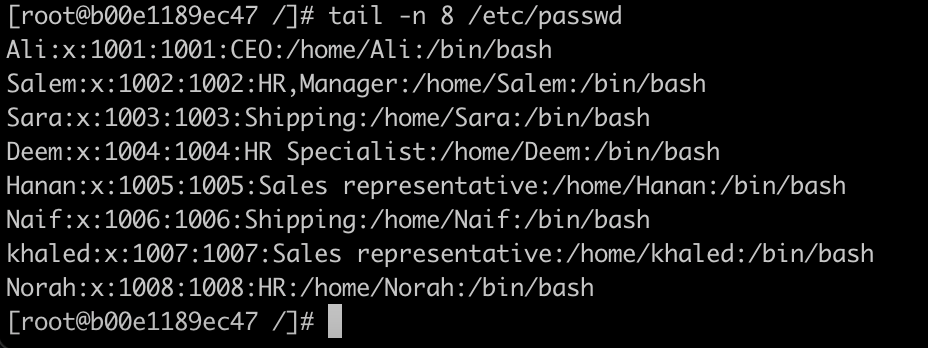 [root@b00e1189ec47 /]# tail -n 8 /etc/passwd
Ali:x:1001:1001:CEO:/home/Ali:/bin/bash
Salem:x:1002:1002:HR,Manager:/home/Salem:/bin/bash
Sara:x:1003:1003:Shipping:/home/Sara:/bin/bash
Deem:x:1004:1004:HR Specialist:/home/Deem:/bin/bash
Hanan:x:1005:1005:Sales representative:/home/Hanan:/bin/bash
Naif:x:1006:1006:Shipping:/home/Naif:/bin/bash
khaled:x:1007:1007:Sales representative:/home/khaled:/bin/bash
Norah:x:1008:1008:HR:/home/Norah:/bin/bash
[root@b00e1189ec47 /]#